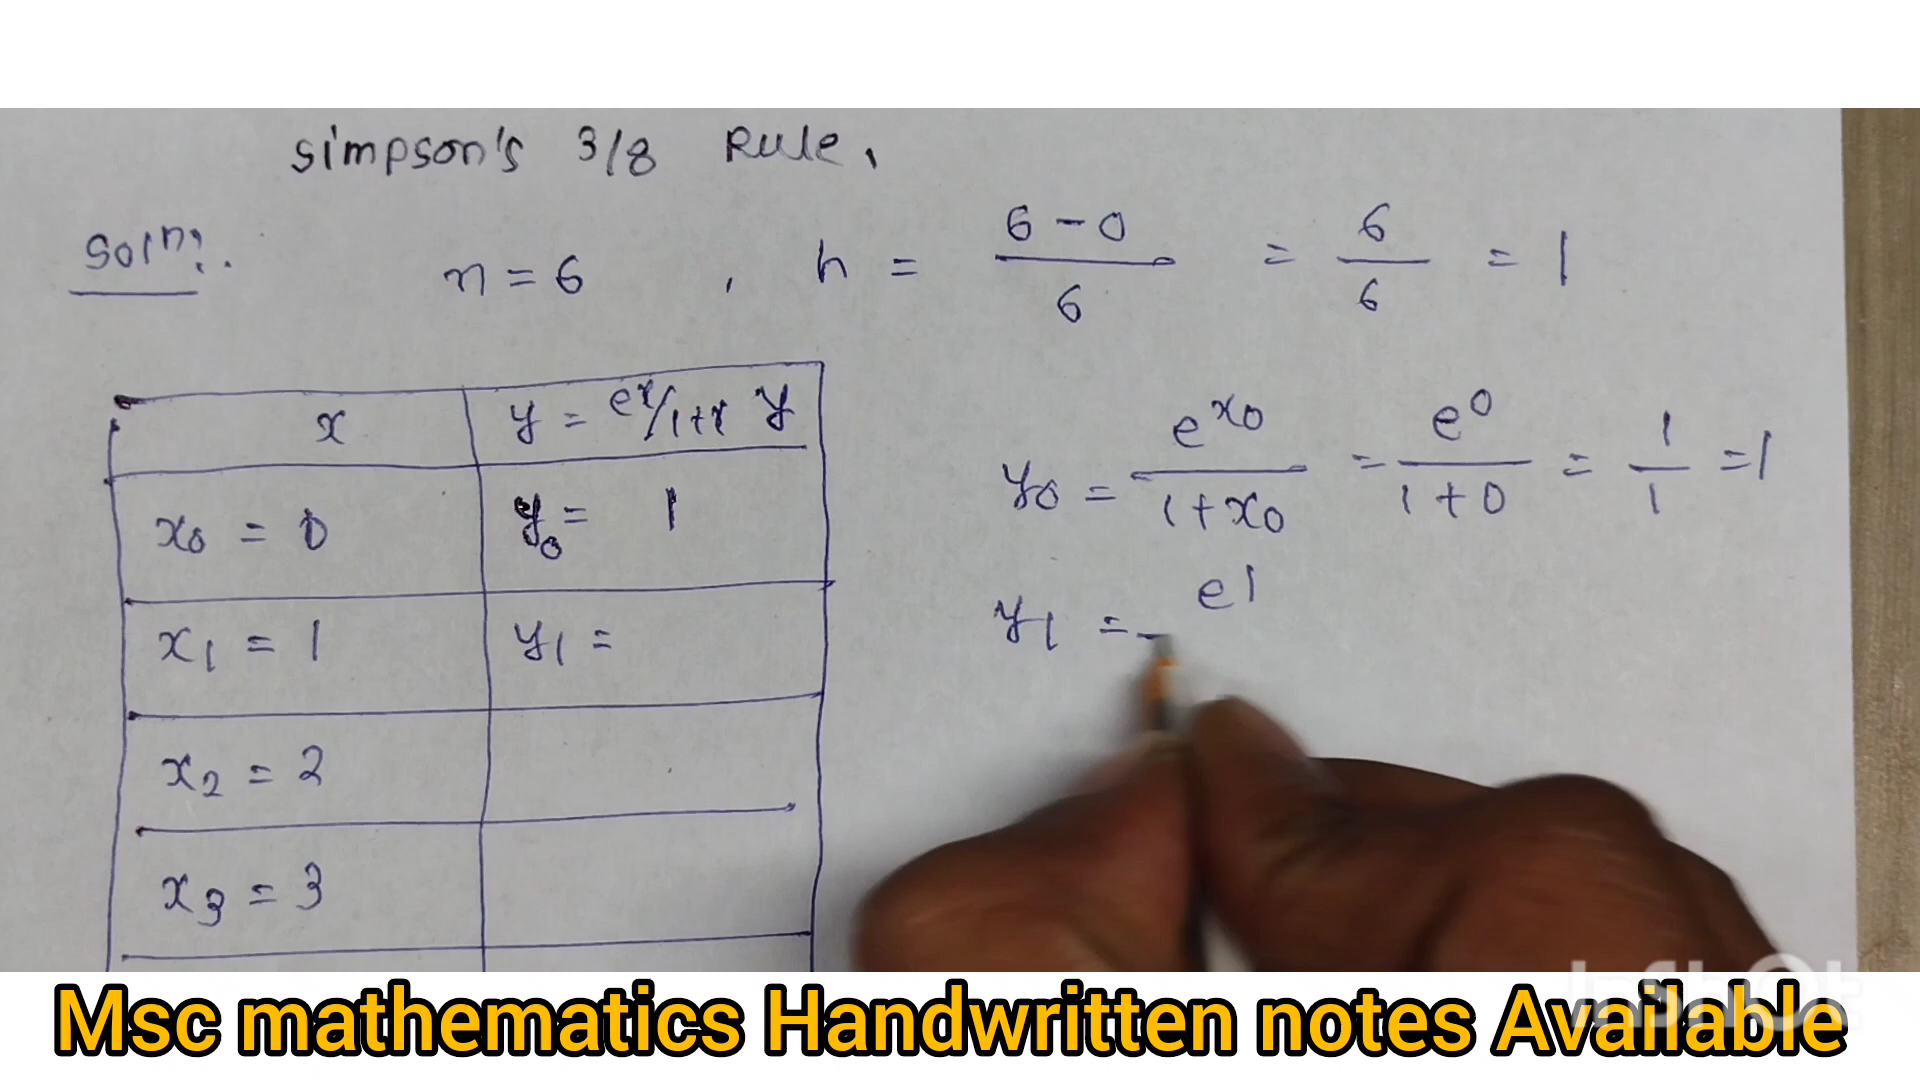 simpson's 3/8 Rule.
Soln:. n = 6 , h = 6 - 0 / 6 = 6 / 6 = 1
x y = e^x/1+x y
x0 = 0 y0 = 1
x1 = 1 y1 =
x2 = 2
x3 = 3
y0 = e^x0 / 1+x0 = e^0 / 1+0 = 1 / 1 = 1
y1 = e^1
Msc mathematics Handwritten notes Available
InShot